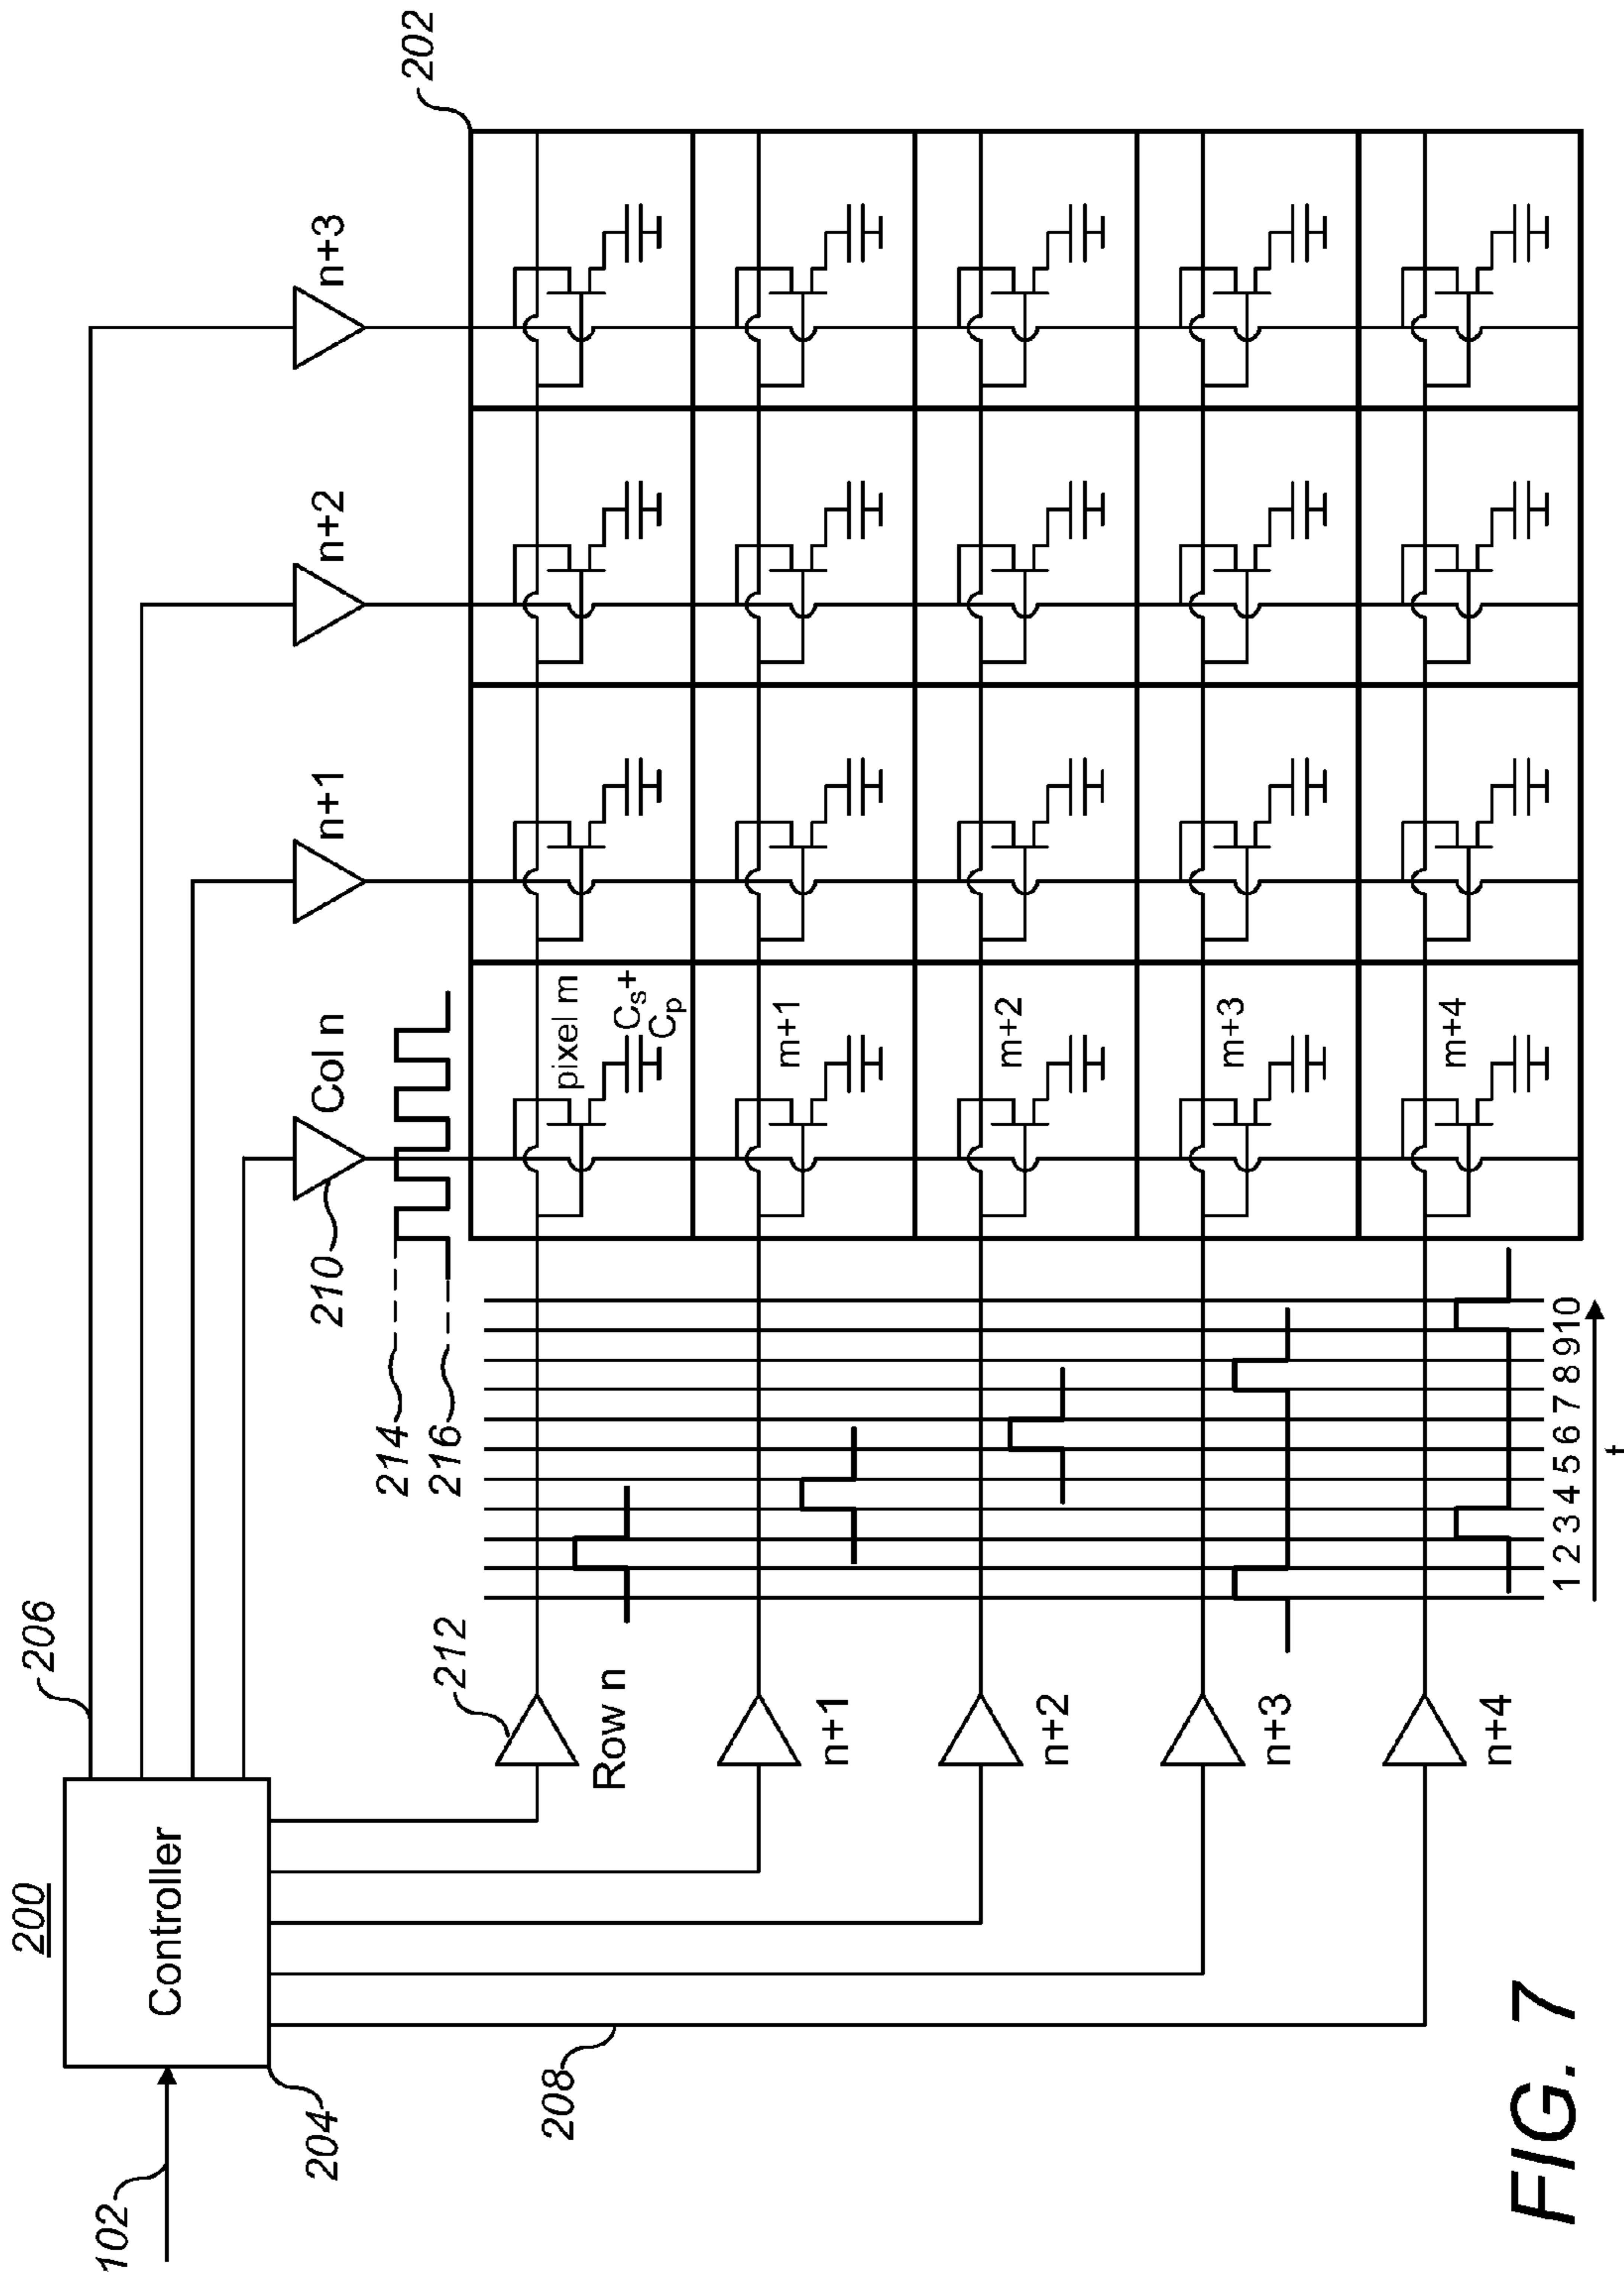 200
206
102
Controller
204
208
n+3
n+2
n+1
Col n
210
202
214
216
212
Row n
n+1
n+2
n+3
n+4
pixel m
Cs+
Cp
m+1
m+2
m+3
m+4
1 2 3 4 5 6 7 8 9 10
t
FIG. 7